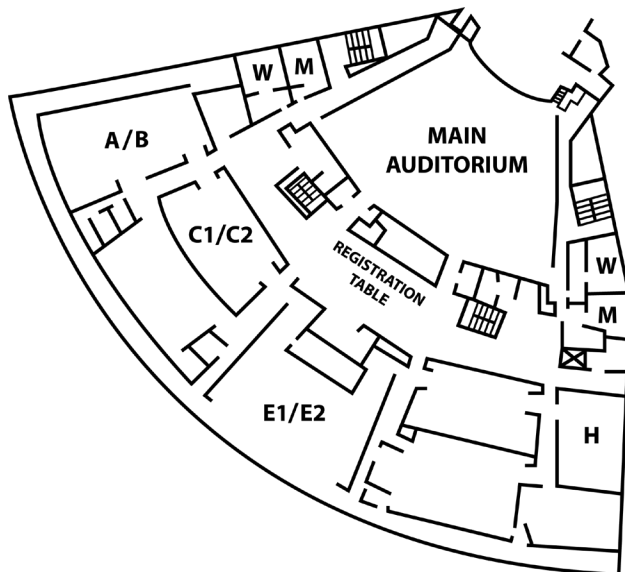 W
M
A/B
MAIN
AUDITORIUM
C1/C2
REGISTRATION
TABLE
W
M
E1/E2
H